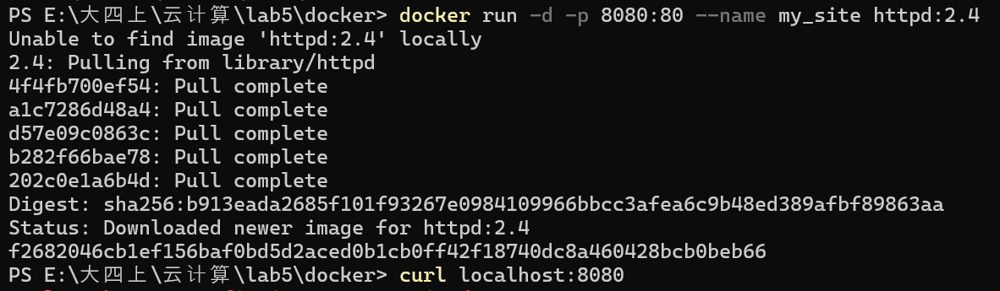 PS E:\大四上\云计算\lab5\docker> docker run -d -p 8080:80 --name my_site httpd:2.4
Unable to find image 'httpd:2.4' locally
2.4: Pulling from library/httpd
4f4fb700ef54: Pull complete
a1c7286d48a4: Pull complete
d57e09c0863c: Pull complete
b282f66bae78: Pull complete
202c0e1a6b4d: Pull complete
Digest: sha256:b913eada2685f101f93267e0984109966bbcc3afea6c9b48ed389afbf89863aa
Status: Downloaded newer image for httpd:2.4
f2682046cb1ef156baf0bd5d2aced0b1cb0ff42f18740dc8a460428bcb0beb66
PS E:\大四上\云计算\lab5\docker> curl localhost:8080